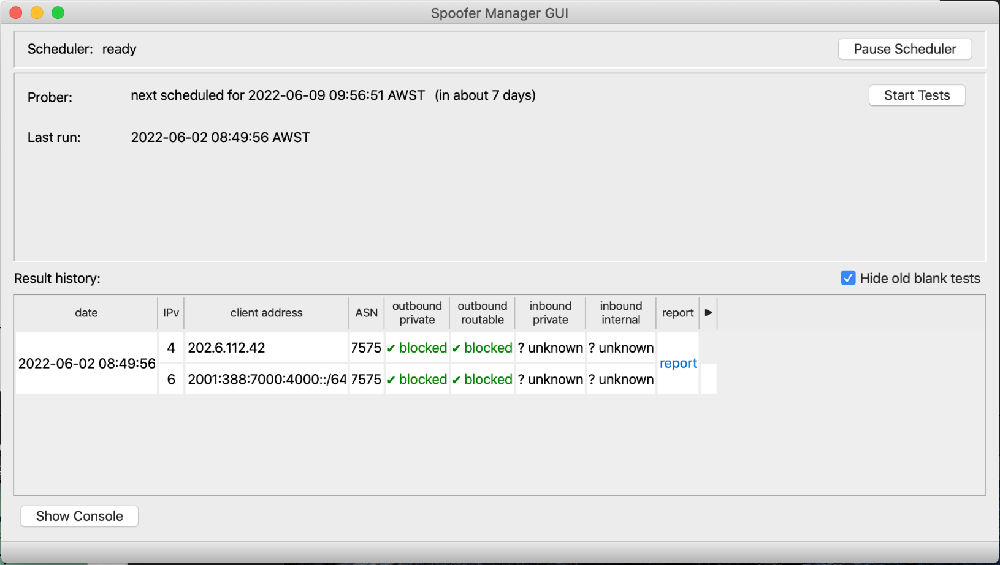 Spoofer Manager GUI
Scheduler: ready
Pause Scheduler
Prober: next scheduled for 2022-06-09 09:56:51 AWST (in about 7 days)
Start Tests
Last run: 2022-06-02 08:49:56 AWST
Result history:
✓ Hide old blank tests
date IPv client address ASN outbound private outbound routable inbound private inbound internal report ▶
2022-06-02 08:49:56
4 202.6.112.42 7575 ✔ blocked ✔ blocked ? unknown ? unknown
report
6 2001:388:7000:4000::/64 7575 ✔ blocked ✔ blocked ? unknown ? unknown
Show Console